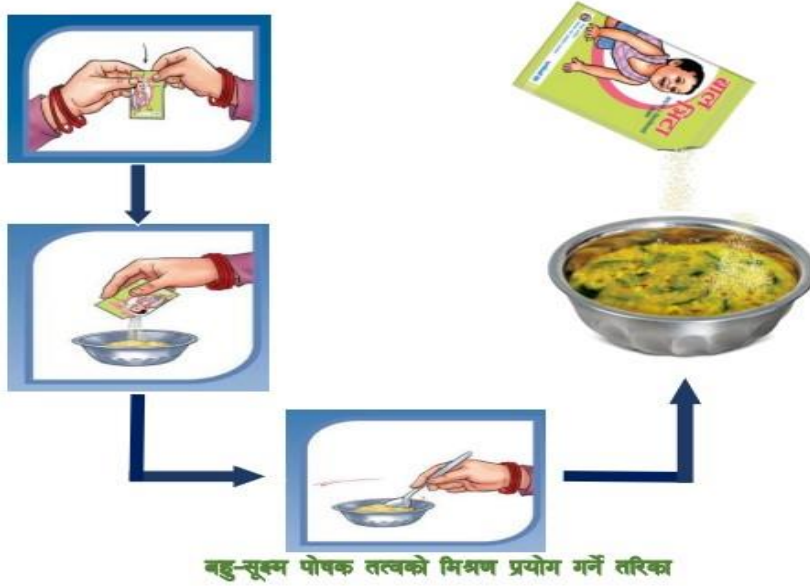 बाल भिटा
बहु-सूक्ष्म पोषक तत्वको मिश्रण प्रयोग गर्ने तरिका